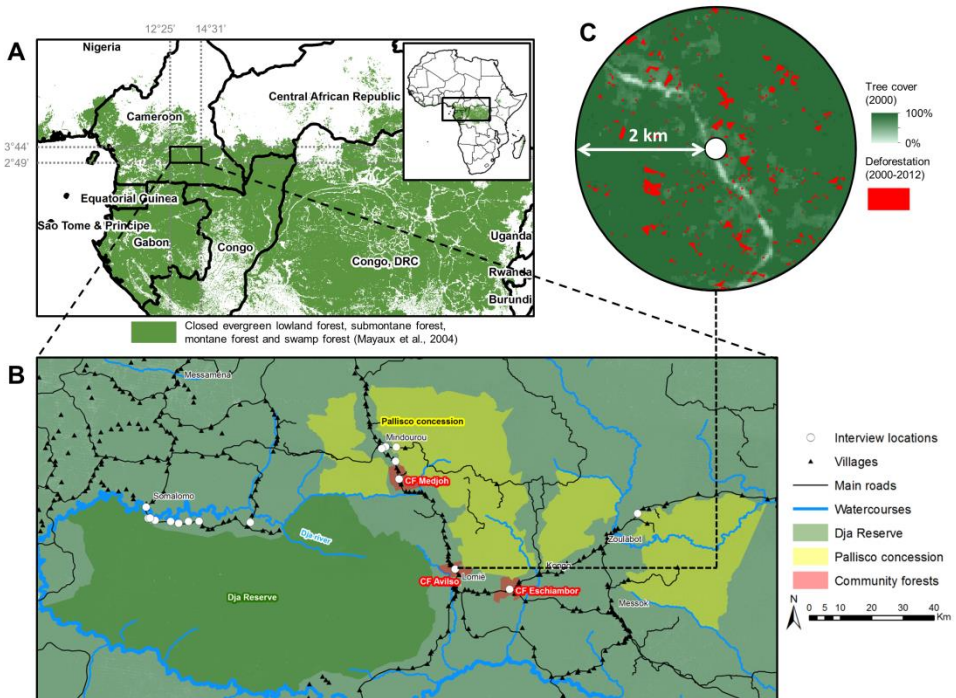 A
12°25’ 14°31’
Nigeria
Central African Republic
Cameroon
3°44’
2°49’
Equatorial Guinea
Sao Tome & Principe
Gabon
Congo
Congo, DRC
Uganda
Rwanda
Burundi
Closed evergreen lowland forest, submontane forest,
montane forest and swamp forest (Mayaux et al., 2004)
C
2 km
Tree cover
(2000)
100%
0%
Deforestation
(2000-2012)
B
Messamena
Pallisco concession
Mindourou
CF Medjoh
Somalomo
Dja river
Zoulabot
Kongo
CF Avilso
Lomié
CF Eschiambor
Dja Reserve
Messok
Interview locations
Villages
Main roads
Watercourses
Dja Reserve
Pallisco concession
Community forests
N
0 5 10 20 30 40
Km